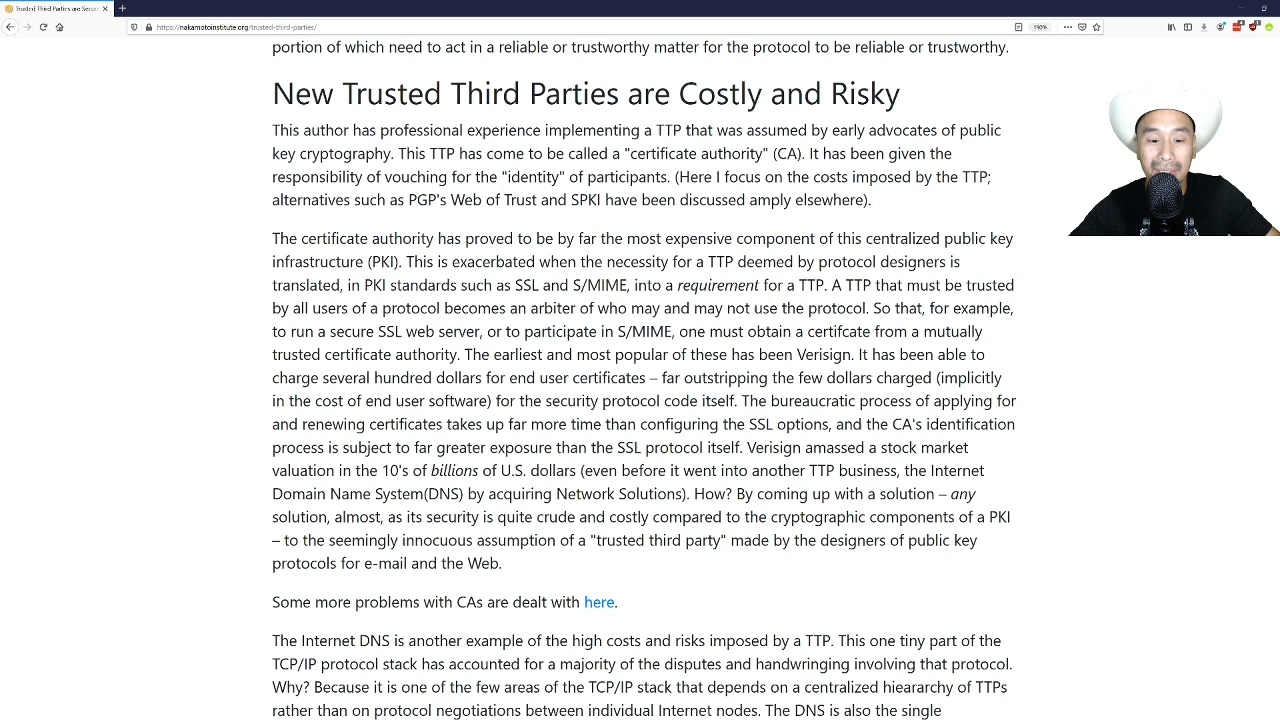 Trusted Third Parties are Securi
https://nakamotoinstitute.org/trusted-third-parties/
190%
portion of which need to act in a reliable or trustworthy matter for the protocol to be reliable or trustworthy.
New Trusted Third Parties are Costly and Risky
This author has professional experience implementing a TTP that was assumed by early advocates of public
key cryptography. This TTP has come to be called a "certificate authority" (CA). It has been given the
responsibility of vouching for the "identity" of participants. (Here I focus on the costs imposed by the TTP;
alternatives such as PGP's Web of Trust and SPKI have been discussed amply elsewhere).
The certificate authority has proved to be by far the most expensive component of this centralized public key
infrastructure (PKI). This is exacerbated when the necessity for a TTP deemed by protocol designers is
translated, in PKI standards such as SSL and S/MIME, into a requirement for a TTP. A TTP that must be trusted
by all users of a protocol becomes an arbiter of who may and may not use the protocol. So that, for example,
to run a secure SSL web server, or to participate in S/MIME, one must obtain a certifcate from a mutually
trusted certificate authority. The earliest and most popular of these has been Verisign. It has been able to
charge several hundred dollars for end user certificates – far outstripping the few dollars charged (implicitly
in the cost of end user software) for the security protocol code itself. The bureaucratic process of applying for
and renewing certificates takes up far more time than configuring the SSL options, and the CA's identification
process is subject to far greater exposure than the SSL protocol itself. Verisign amassed a stock market
valuation in the 10's of billions of U.S. dollars (even before it went into another TTP business, the Internet
Domain Name System(DNS) by acquiring Network Solutions). How? By coming up with a solution – any
solution, almost, as its security is quite crude and costly compared to the cryptographic components of a PKI
– to the seemingly innocuous assumption of a "trusted third party" made by the designers of public key
protocols for e-mail and the Web.
Some more problems with CAs are dealt with here.
The Internet DNS is another example of the high costs and risks imposed by a TTP. This one tiny part of the
TCP/IP protocol stack has accounted for a majority of the disputes and handwringing involving that protocol.
Why? Because it is one of the few areas of the TCP/IP stack that depends on a centralized hieararchy of TTPs
rather than on protocol negotiations between individual Internet nodes. The DNS is also the single